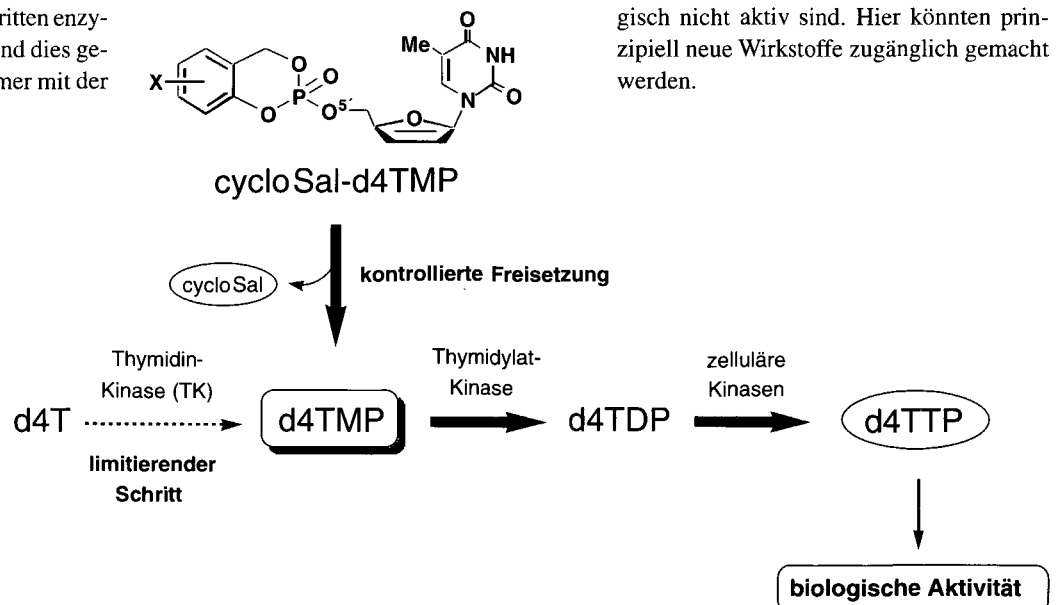 ritten enzy-
nd dies ge-
mer mit der
gisch nicht aktiv sind. Hier könnten prin-
zipiell neue Wirkstoffe zugänglich gemacht
werden.
O
Me
NH
X
O
O
N
O
P
O
O
O5´
cycloSal-d4TMP
cycloSal
kontrollierte Freisetzung
Thymidin-
Kinase (TK)
Thymidylat-
Kinase
zelluläre
Kinasen
d4T
d4TMP
d4TDP
d4TTP
limitierender
Schritt
biologische Aktivität